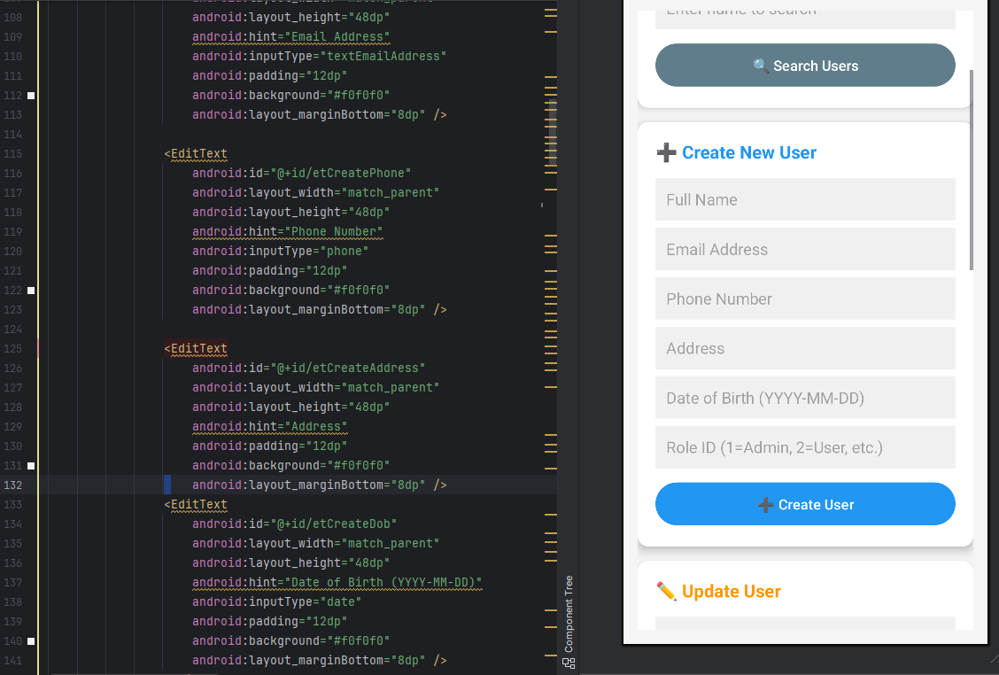 android:layout_height="48dp"
android:hint="Email Address"
android:inputType="textEmailAddress"
android:padding="12dp"
android:background="#f0f0f0"
android:layout_marginBottom="8dp" />
<EditText
android:id="@+id/etCreatePhone"
android:layout_width="match_parent"
android:layout_height="48dp"
android:hint="Phone Number"
android:inputType="phone"
android:padding="12dp"
android:background="#f0f0f0"
android:layout_marginBottom="8dp" />
<EditText
android:id="@+id/etCreateAddress"
android:layout_width="match_parent"
android:layout_height="48dp"
android:hint="Address"
android:padding="12dp"
android:background="#f0f0f0"
android:layout_marginBottom="8dp" />
<EditText
android:id="@+id/etCreateDob"
android:layout_width="match_parent"
android:layout_height="48dp"
android:hint="Date of Birth (YYYY-MM-DD)"
android:inputType="date"
android:padding="12dp"
android:background="#f0f0f0"
android:layout_marginBottom="8dp" />
108
109
110
111
112
113
114
115
116
117
118
119
120
121
122
123
124
125
126
127
128
129
130
131
132
133
134
135
136
137
138
139
140
141
Component Tree
Enter name to search
🔍 Search Users
➕ Create New User
Full Name
Email Address
Phone Number
Address
Date of Birth (YYYY-MM-DD)
Role ID (1=Admin, 2=User, etc.)
➕ Create User
✏️ Update User